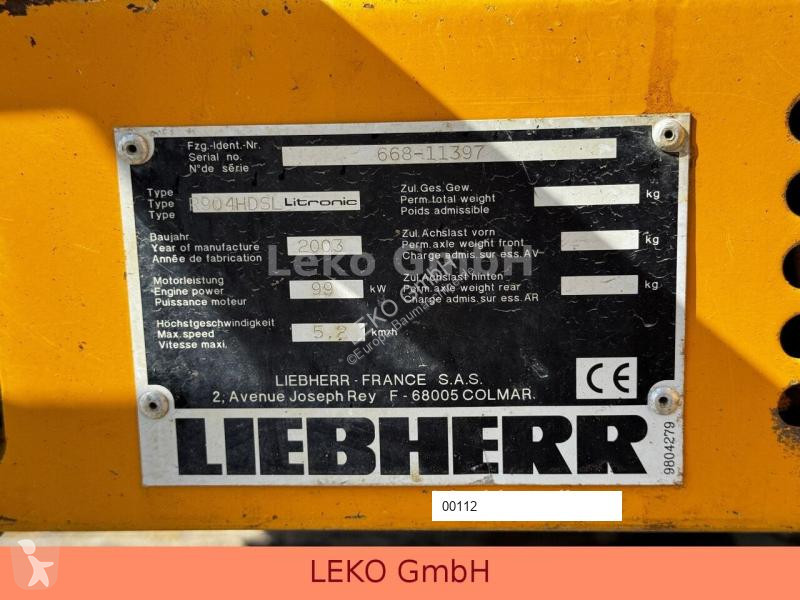 Fzg.-Ident.-Nr.
Serial no.
N° de série
668-11397
Type
Type
Type
R904HDSL Litronic
Baujahr
Year of manufacture
Année de fabrication
2003
Motorleistung
Engine power
Puissance moteur
99 kW
Höchstgeschwindigkeit
Max. speed
Vitesse maxi.
5.2 km/h
Zul. Ges. Gew.
Perm. total weight
Poids admissible
kg
Zul. Achslast vorn
Perm. axle weight front
Charge admis. sur ess. AV
kg
Zul. Achslast hinten
Perm. axle weight rear
Charge admis. sur ess. AR
kg
Leko GmbH
LEKO GmbH
LIEBHERR - FRANCE S.A.S.
2, Avenue Joseph Rey F - 68005 COLMAR.
CE
LIEBHERR
9804279
00112
LEKO GmbH